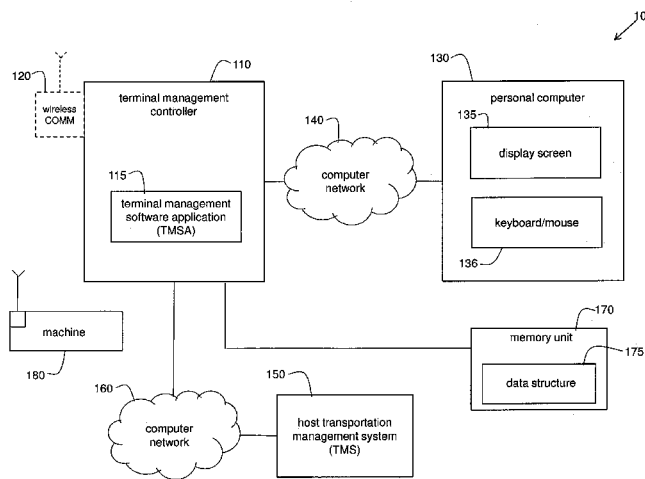 10
110
130
120
terminal management
controller
personal computer
wireless
COMM
135
140
display screen
115
computer
network
terminal management
software application
(TMSA)
keyboard/mouse
136
170
machine
memory unit
175
180
150
data structure
160
host transportation
management system
(TMS)
computer
network